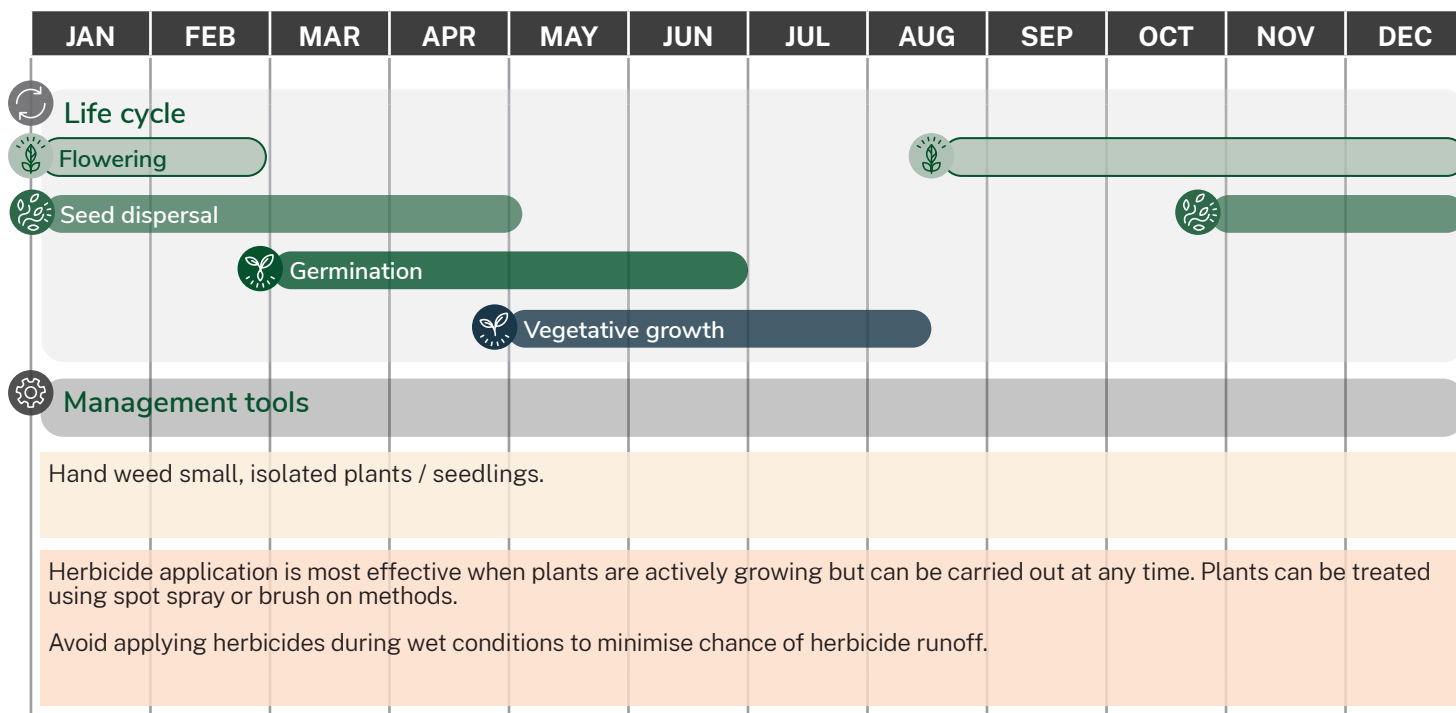 JAN FEB MAR APR MAY JUN JUL AUG SEP OCT NOV DEC
Life cycle
Flowering
Seed dispersal
Germination
Vegetative growth
Management tools
Hand weed small, isolated plants / seedlings.
Herbicide application is most effective when plants are actively growing but can be carried out at any time. Plants can be treated
using spot spray or brush on methods.
Avoid applying herbicides during wet conditions to minimise chance of herbicide runoff.